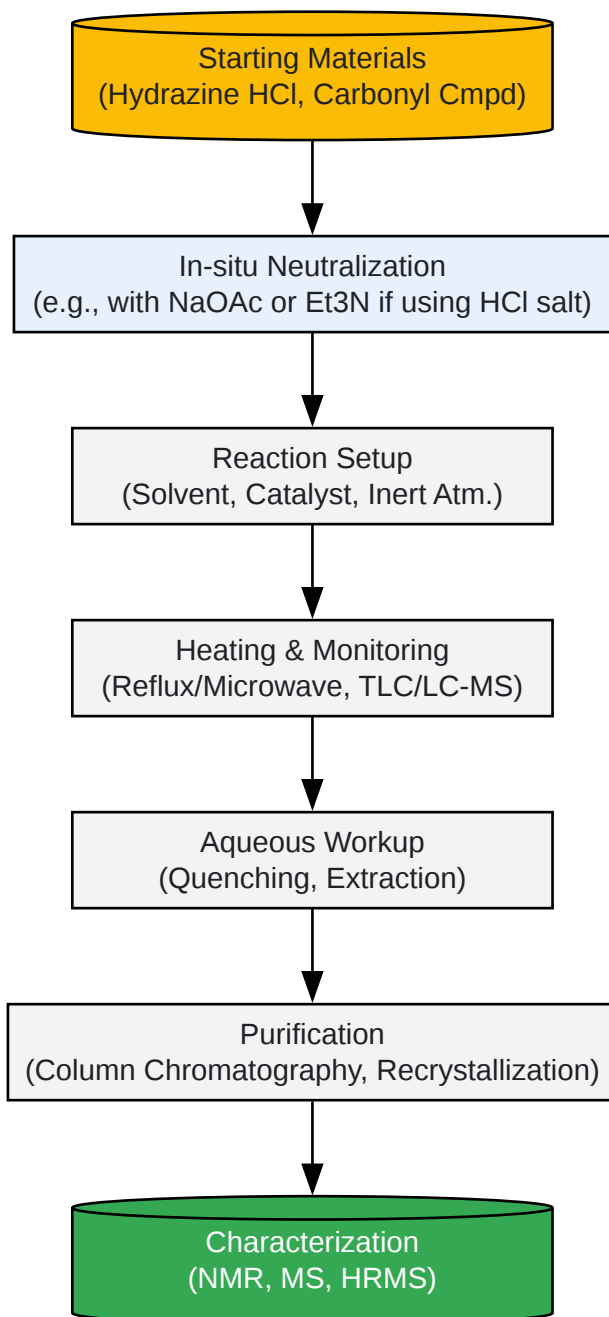 Starting Materials
(Hydrazine HCl, Carbonyl Cmpd)
In-situ Neutralization
(e.g., with NaOAc or Et3N if using HCl salt)
Reaction Setup
(Solvent, Catalyst, Inert Atm.)
Heating & Monitoring
(Reflux/Microwave, TLC/LC-MS)
Aqueous Workup
(Quenching, Extraction)
Purification
(Column Chromatography, Recrystallization)
Characterization
(NMR, MS, HRMS)